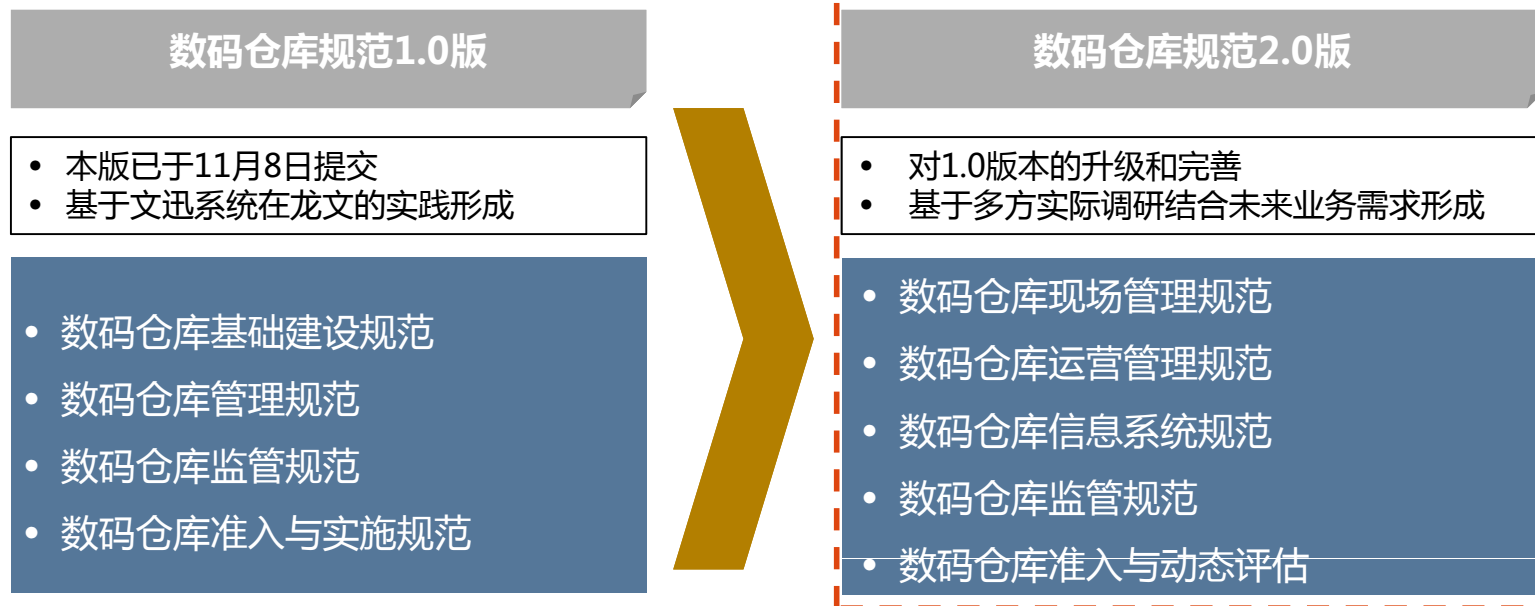 数码仓库规范1.0版
• 本版已于11月8日提交
• 基于文迅系统在龙文的实践形成
• 数码仓库基础建设规范
• 数码仓库管理规范
• 数码仓库监管规范
• 数码仓库准入与实施规范
数码仓库规范2.0版
• 对1.0版本的升级和完善
• 基于多方实际调研结合未来业务需求形成
• 数码仓库现场管理规范
• 数码仓库运营管理规范
• 数码仓库信息系统规范
• 数码仓库监管规范
• 数码仓库准入与动态评估